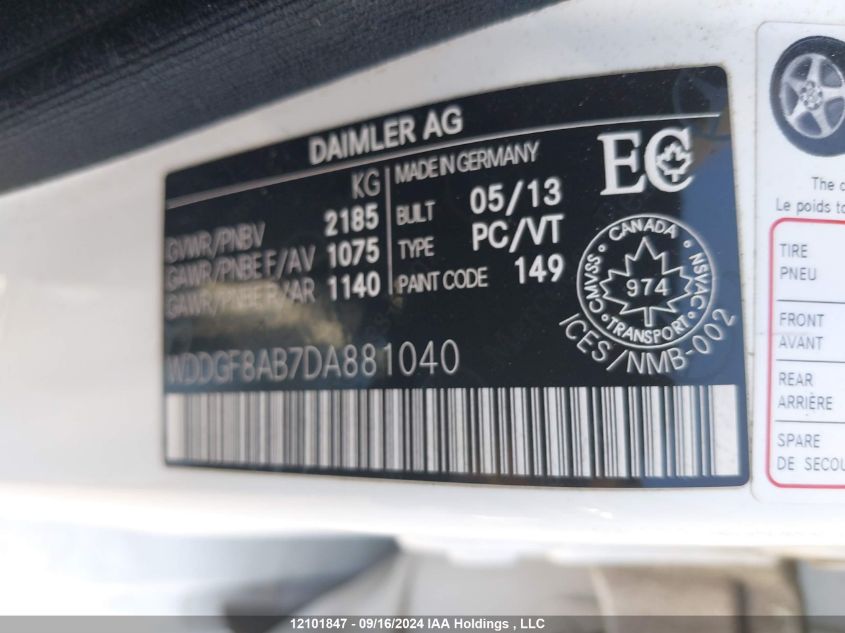 DAIMLER AG
KG
GVWR/PNBV 2185
GAWR/PNBE F/AV 1075
GAWR/PNBE R/AR 1140
MADE IN GERMANY
BUILT 05/13
TYPE PC/VT
PAINT CODE 149
EC
CANADA
CMVSS 974 NSVAC
TRANSPORT
ICES/NMB-002
WDDGF8AB7DA881040
The
Le poids
TIRE
PNEU
FRONT
AVANT
REAR
ARRIÈRE
SPARE
DE
12101847 - 09/16/2024 IAA Holdings , LLC